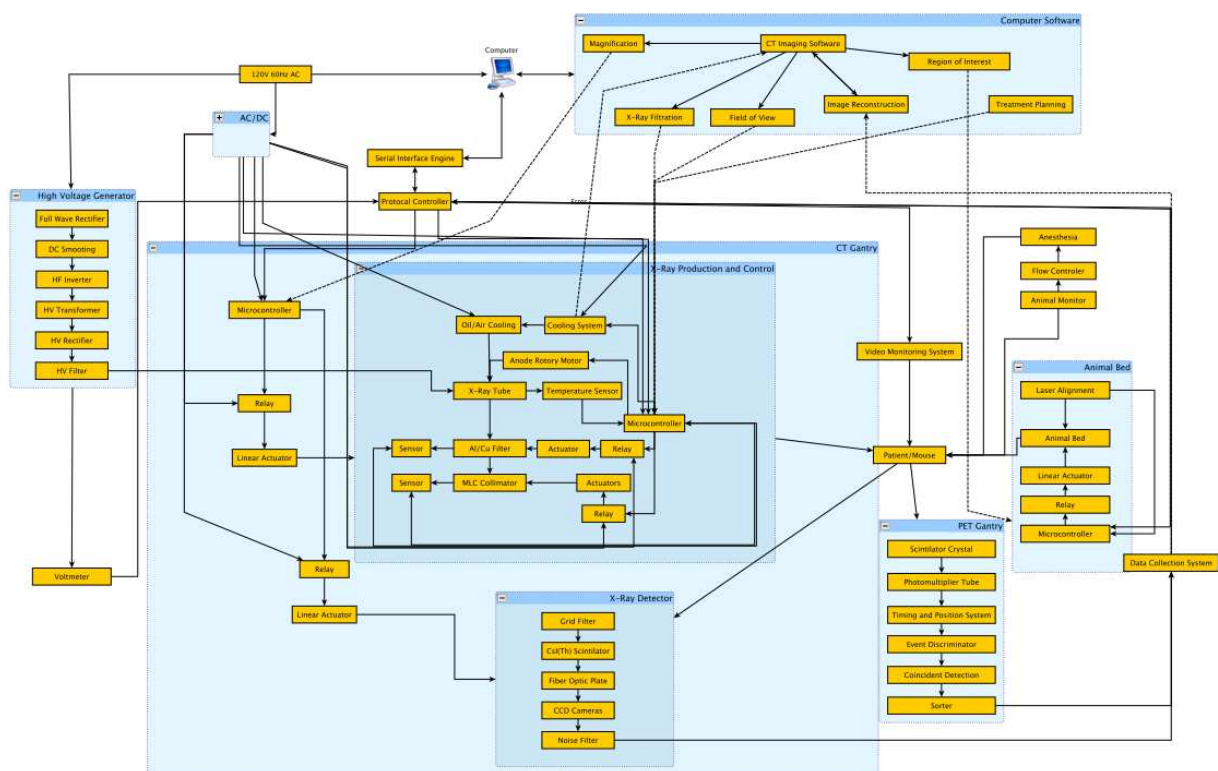 Computer Software
Magnification
CT Imaging Software
Region of Interest
Computer
120V 60Hz AC
X-Ray Filtration
Field of View
Image Reconstruction
Treatment Planning
AC/DC
Serial Interface Engine
High Voltage Generator
Full Wave Rectifier
DC Smooting
HF Inverter
HV Transformer
HV Rectifier
HV Filter
Protocal Controller
Error
CT Gantry
X-Ray Production and Control
Microcontroller
Oil/Air Cooling
Cooling System
Anode Rotory Motor
X-Ray Tube
Temperature Sensor
Microcontroller
Relay
Linear Actuator
Sensor
Al/Cu Filter
Actuator
Relay
Sensor
MLC Collimator
Actuators
Relay
Anesthesia
Flow Controler
Animal Monitor
Video Monitoring System
Patient/Mouse
Animal Bed
Laser Alignment
Animal Bed
Linear Actuator
Relay
Microcontroller
Data Collection System
PET Gantry
Scintilator Crystal
Photomultiplier Tube
Timing and Position System
Event Discriminator
Coincident Detection
Sorter
Voltmeter
Relay
Linear Actuator
X-Ray Detector
Grid Filter
CsI(Th) Scintilator
Fiber Optic Plate
CCD Cameras
Noise Filter